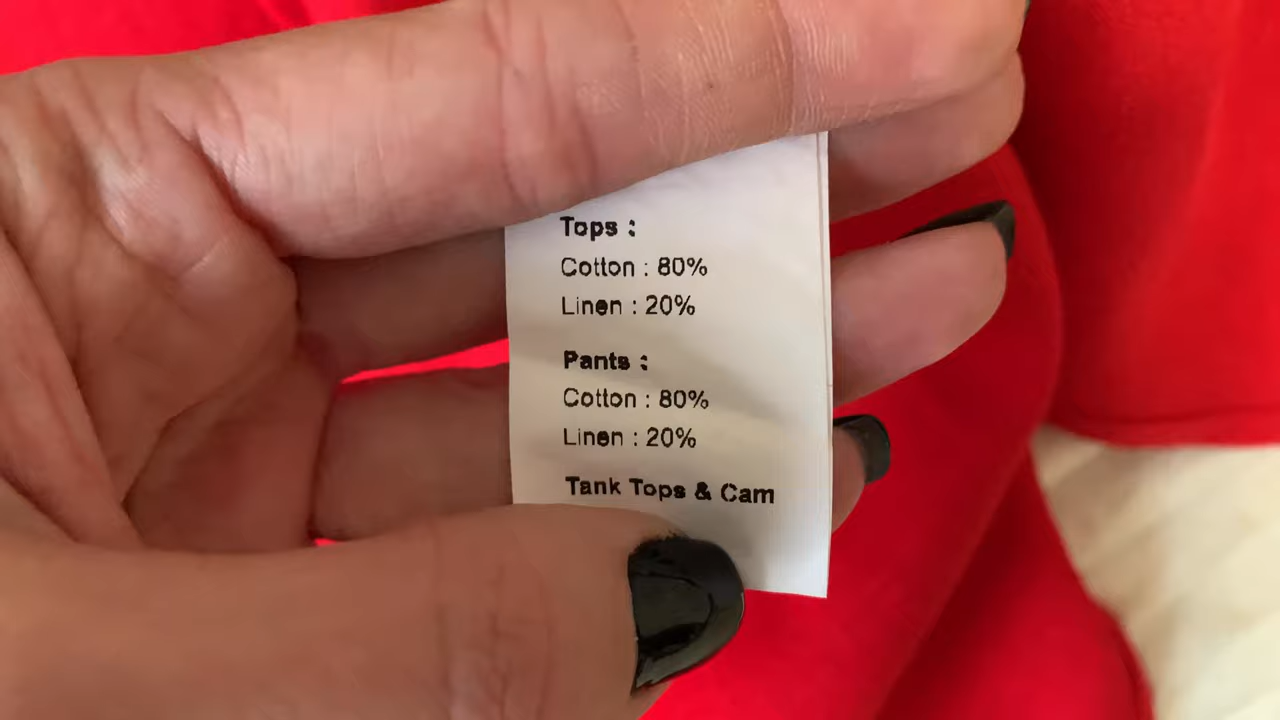 Tops :
Cotton : 80%
Linen : 20%
Pants :
Cotton : 80%
Linen : 20%
Tank Tops & Cam